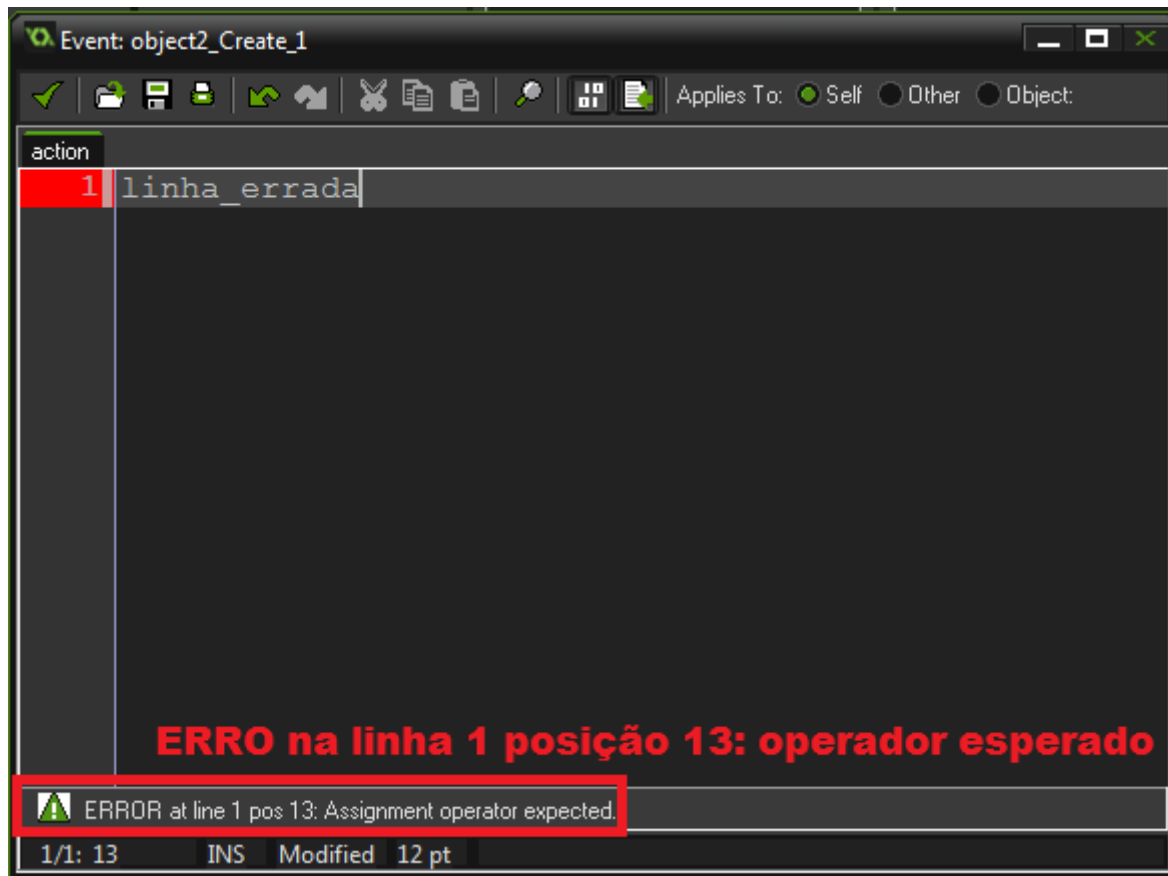 Event: object2_Create_1
Applies To: Self Other Object:
action
1 linha_errada
ERRO na linha 1 posição 13: operador esperado
ERROR at line 1 pos 13: Assignment operator expected.
1/1: 13 INS Modified 12 pt